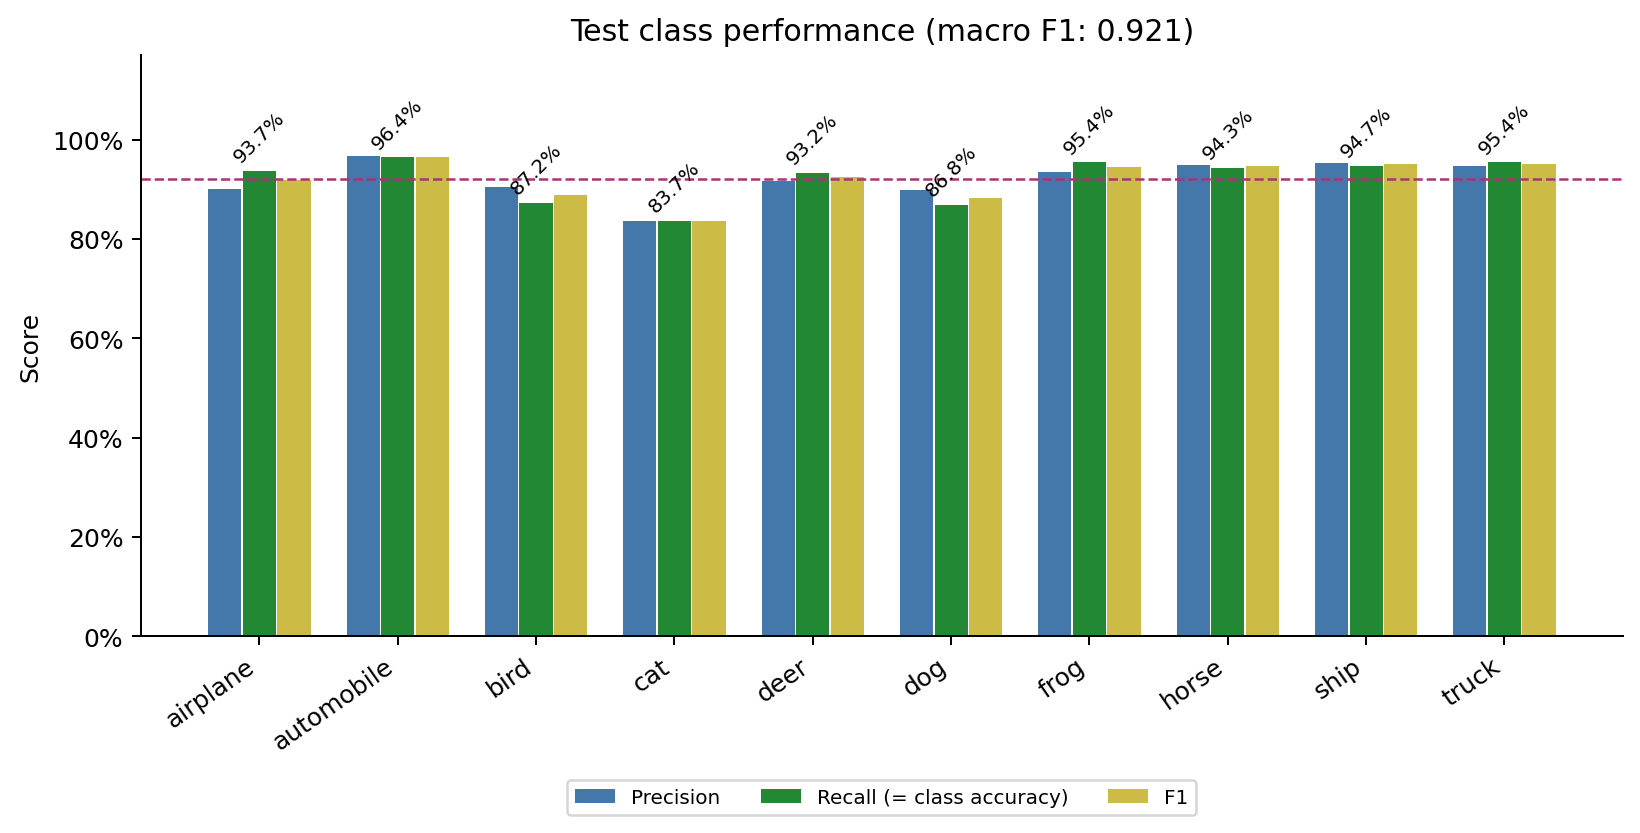 Test class performance (macro F1: 0.921)
100%
80%
60%
40%
20%
0%
Score
93.7%
96.4%
87.2%
83.7%
93.2%
86.8%
95.4%
94.3%
94.7%
95.4%
airplane
automobile
bird
cat
deer
dog
frog
horse
ship
truck
Precision
Recall (= class accuracy)
F1